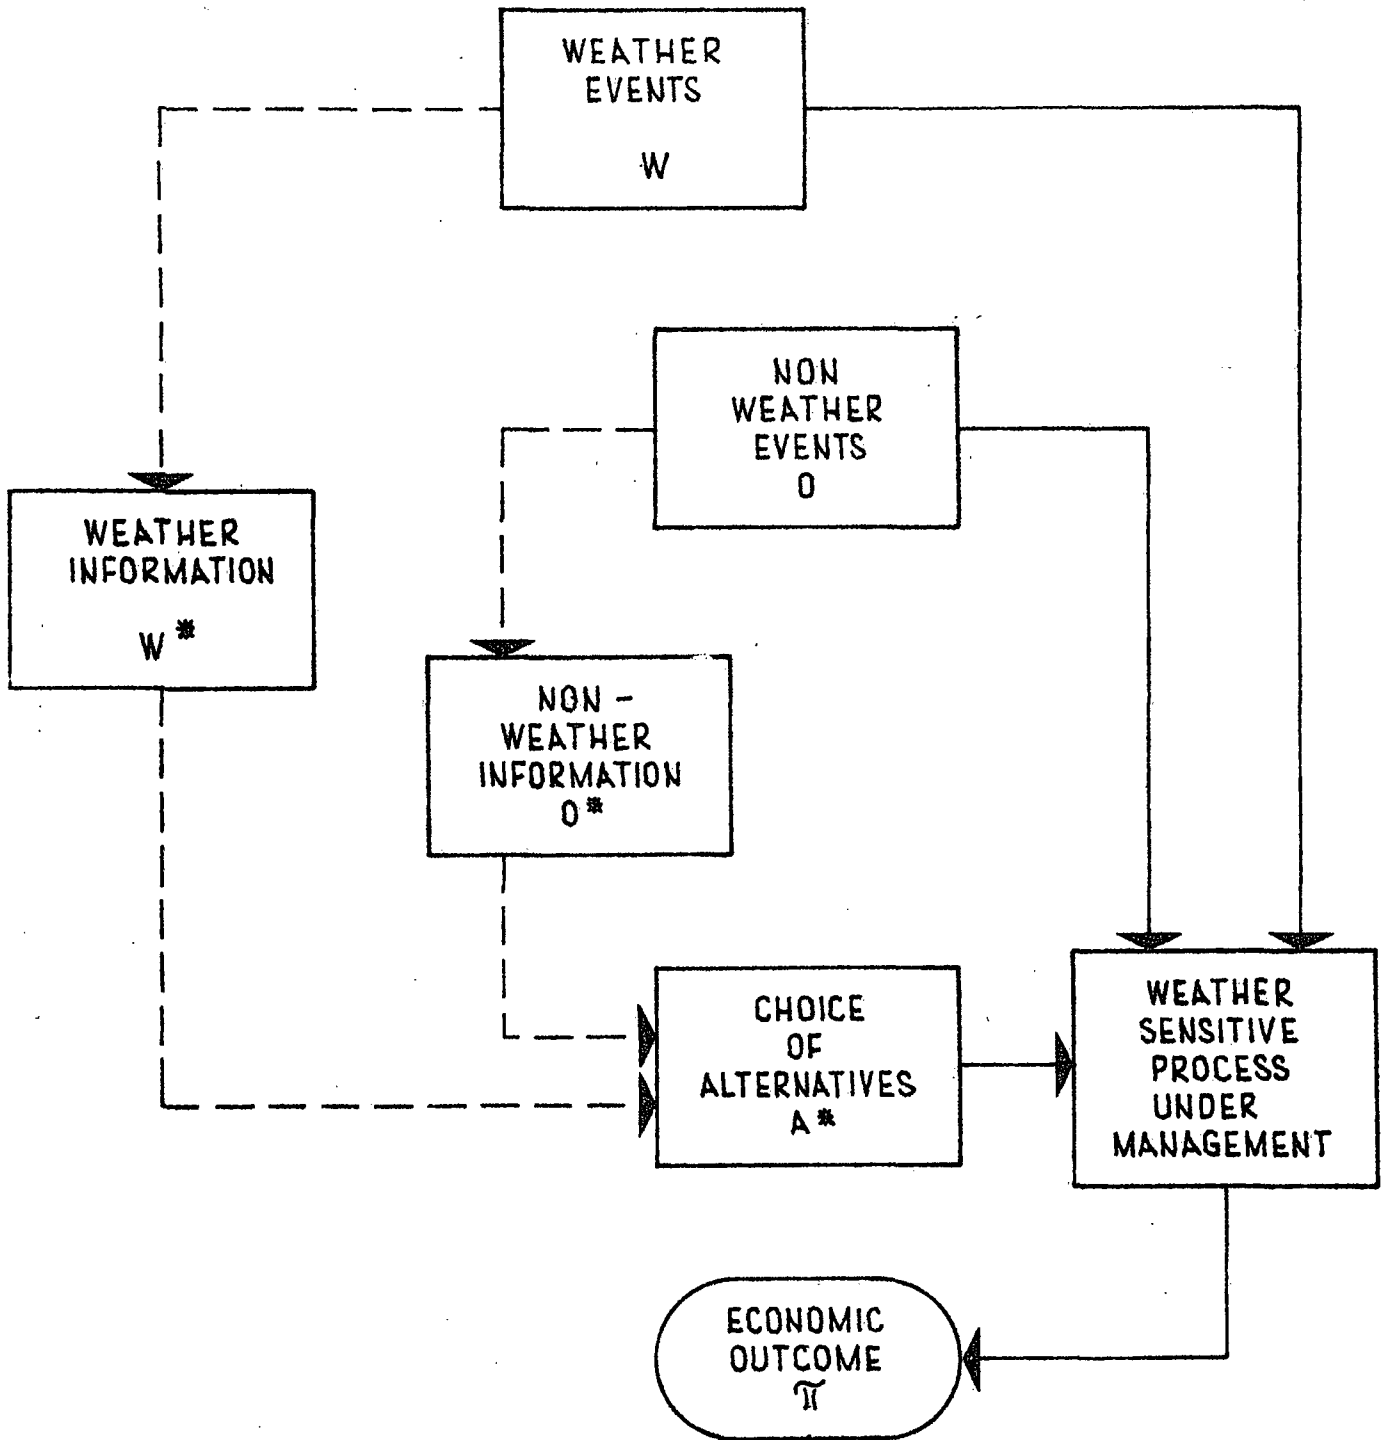 WEATHER
EVENTS
W
NON
WEATHER
EVENTS
O
WEATHER
INFORMATION
W*
NON -
WEATHER
INFORMATION
O*
CHOICE
OF
ALTERNATIVES
A*
WEATHER
SENSITIVE
PROCESS
UNDER
MANAGEMENT
ECONOMIC
OUTCOME
π